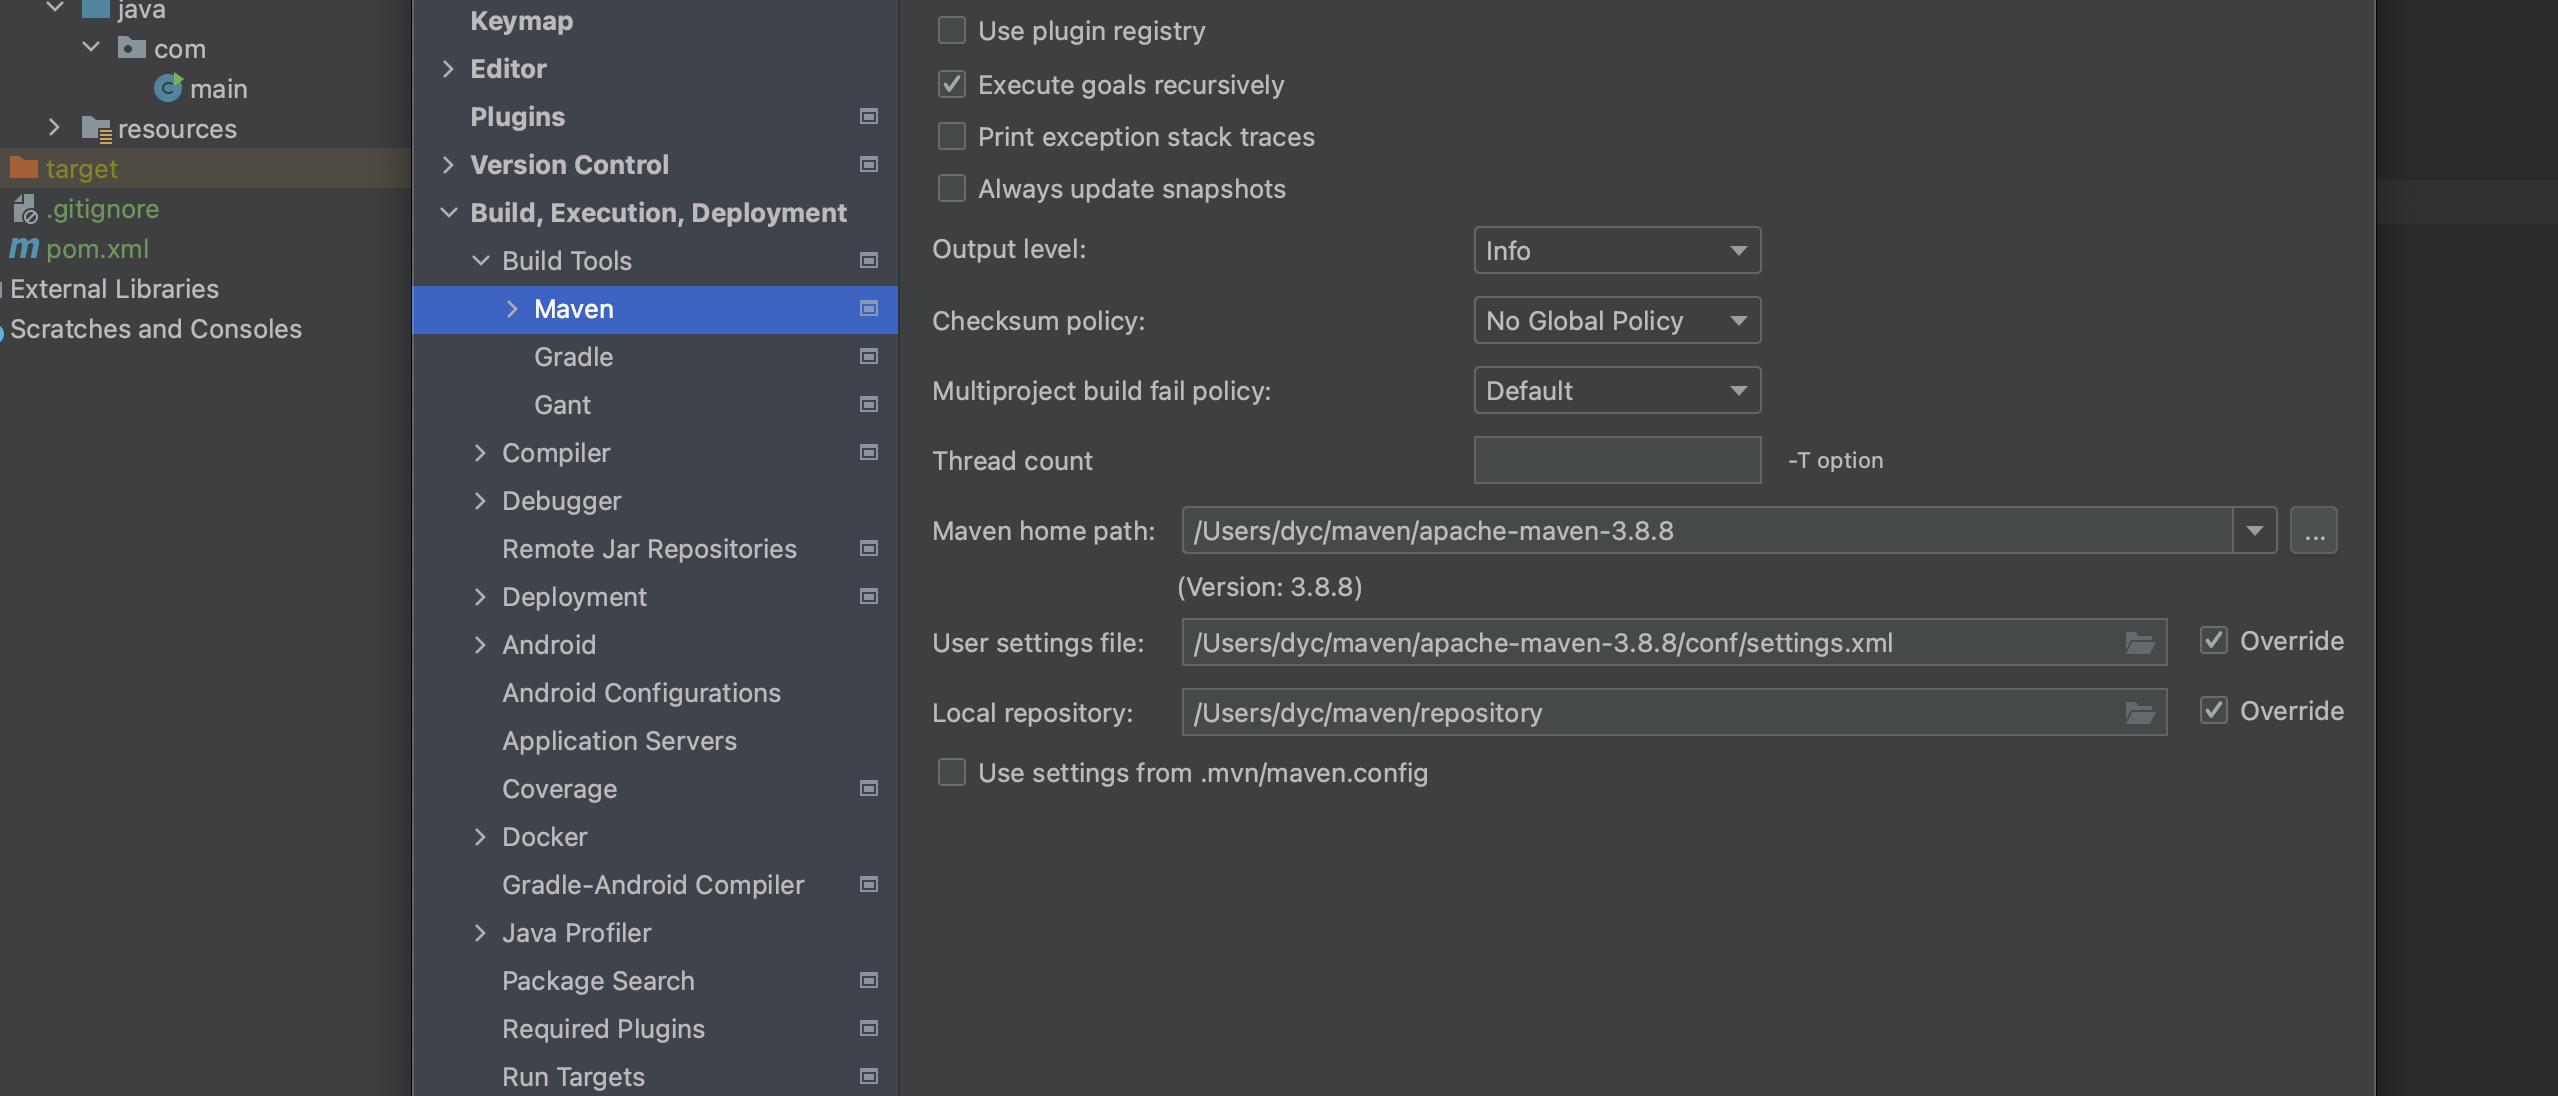 java
com
main
resources
target
.gitignore
pom.xml
External Libraries
Scratches and Consoles
Keymap
Editor
Plugins
Version Control
Build, Execution, Deployment
Build Tools
Maven
Gradle
Gant
Compiler
Debugger
Remote Jar Repositories
Deployment
Android
Android Configurations
Application Servers
Coverage
Docker
Gradle-Android Compiler
Java Profiler
Package Search
Required Plugins
Run Targets
Use plugin registry
Execute goals recursively
Print exception stack traces
Always update snapshots
Output level: Info
Checksum policy: No Global Policy
Multiproject build fail policy: Default
Thread count -T option
Maven home path: /Users/dyc/maven/apache-maven-3.8.8 ...
(Version: 3.8.8)
User settings file: /Users/dyc/maven/apache-maven-3.8.8/conf/settings.xml Override
Local repository: /Users/dyc/maven/repository Override
Use settings from .mvn/maven.config